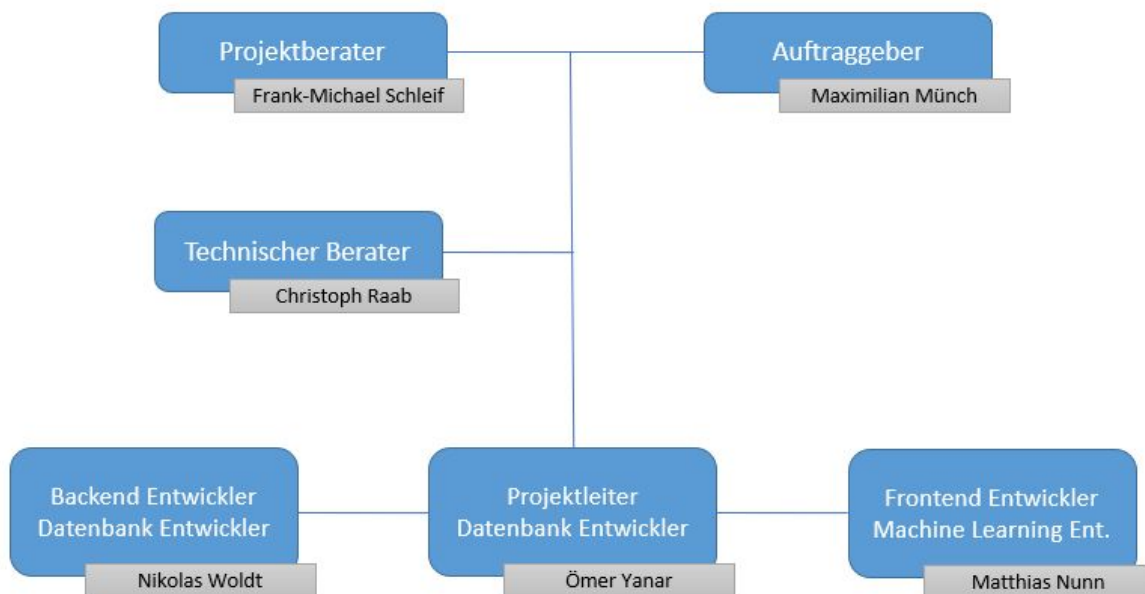 Projektberater
Frank-Michael Schleif
Auftraggeber
Maximilian Münch
Technischer Berater
Christoph Raab
Backend Entwickler
Datenbank Entwickler
Nikolas Woldt
Projektleiter
Datenbank Entwickler
Ömer Yanar
Frontend Entwickler
Machine Learning Ent.
Matthias Nunn